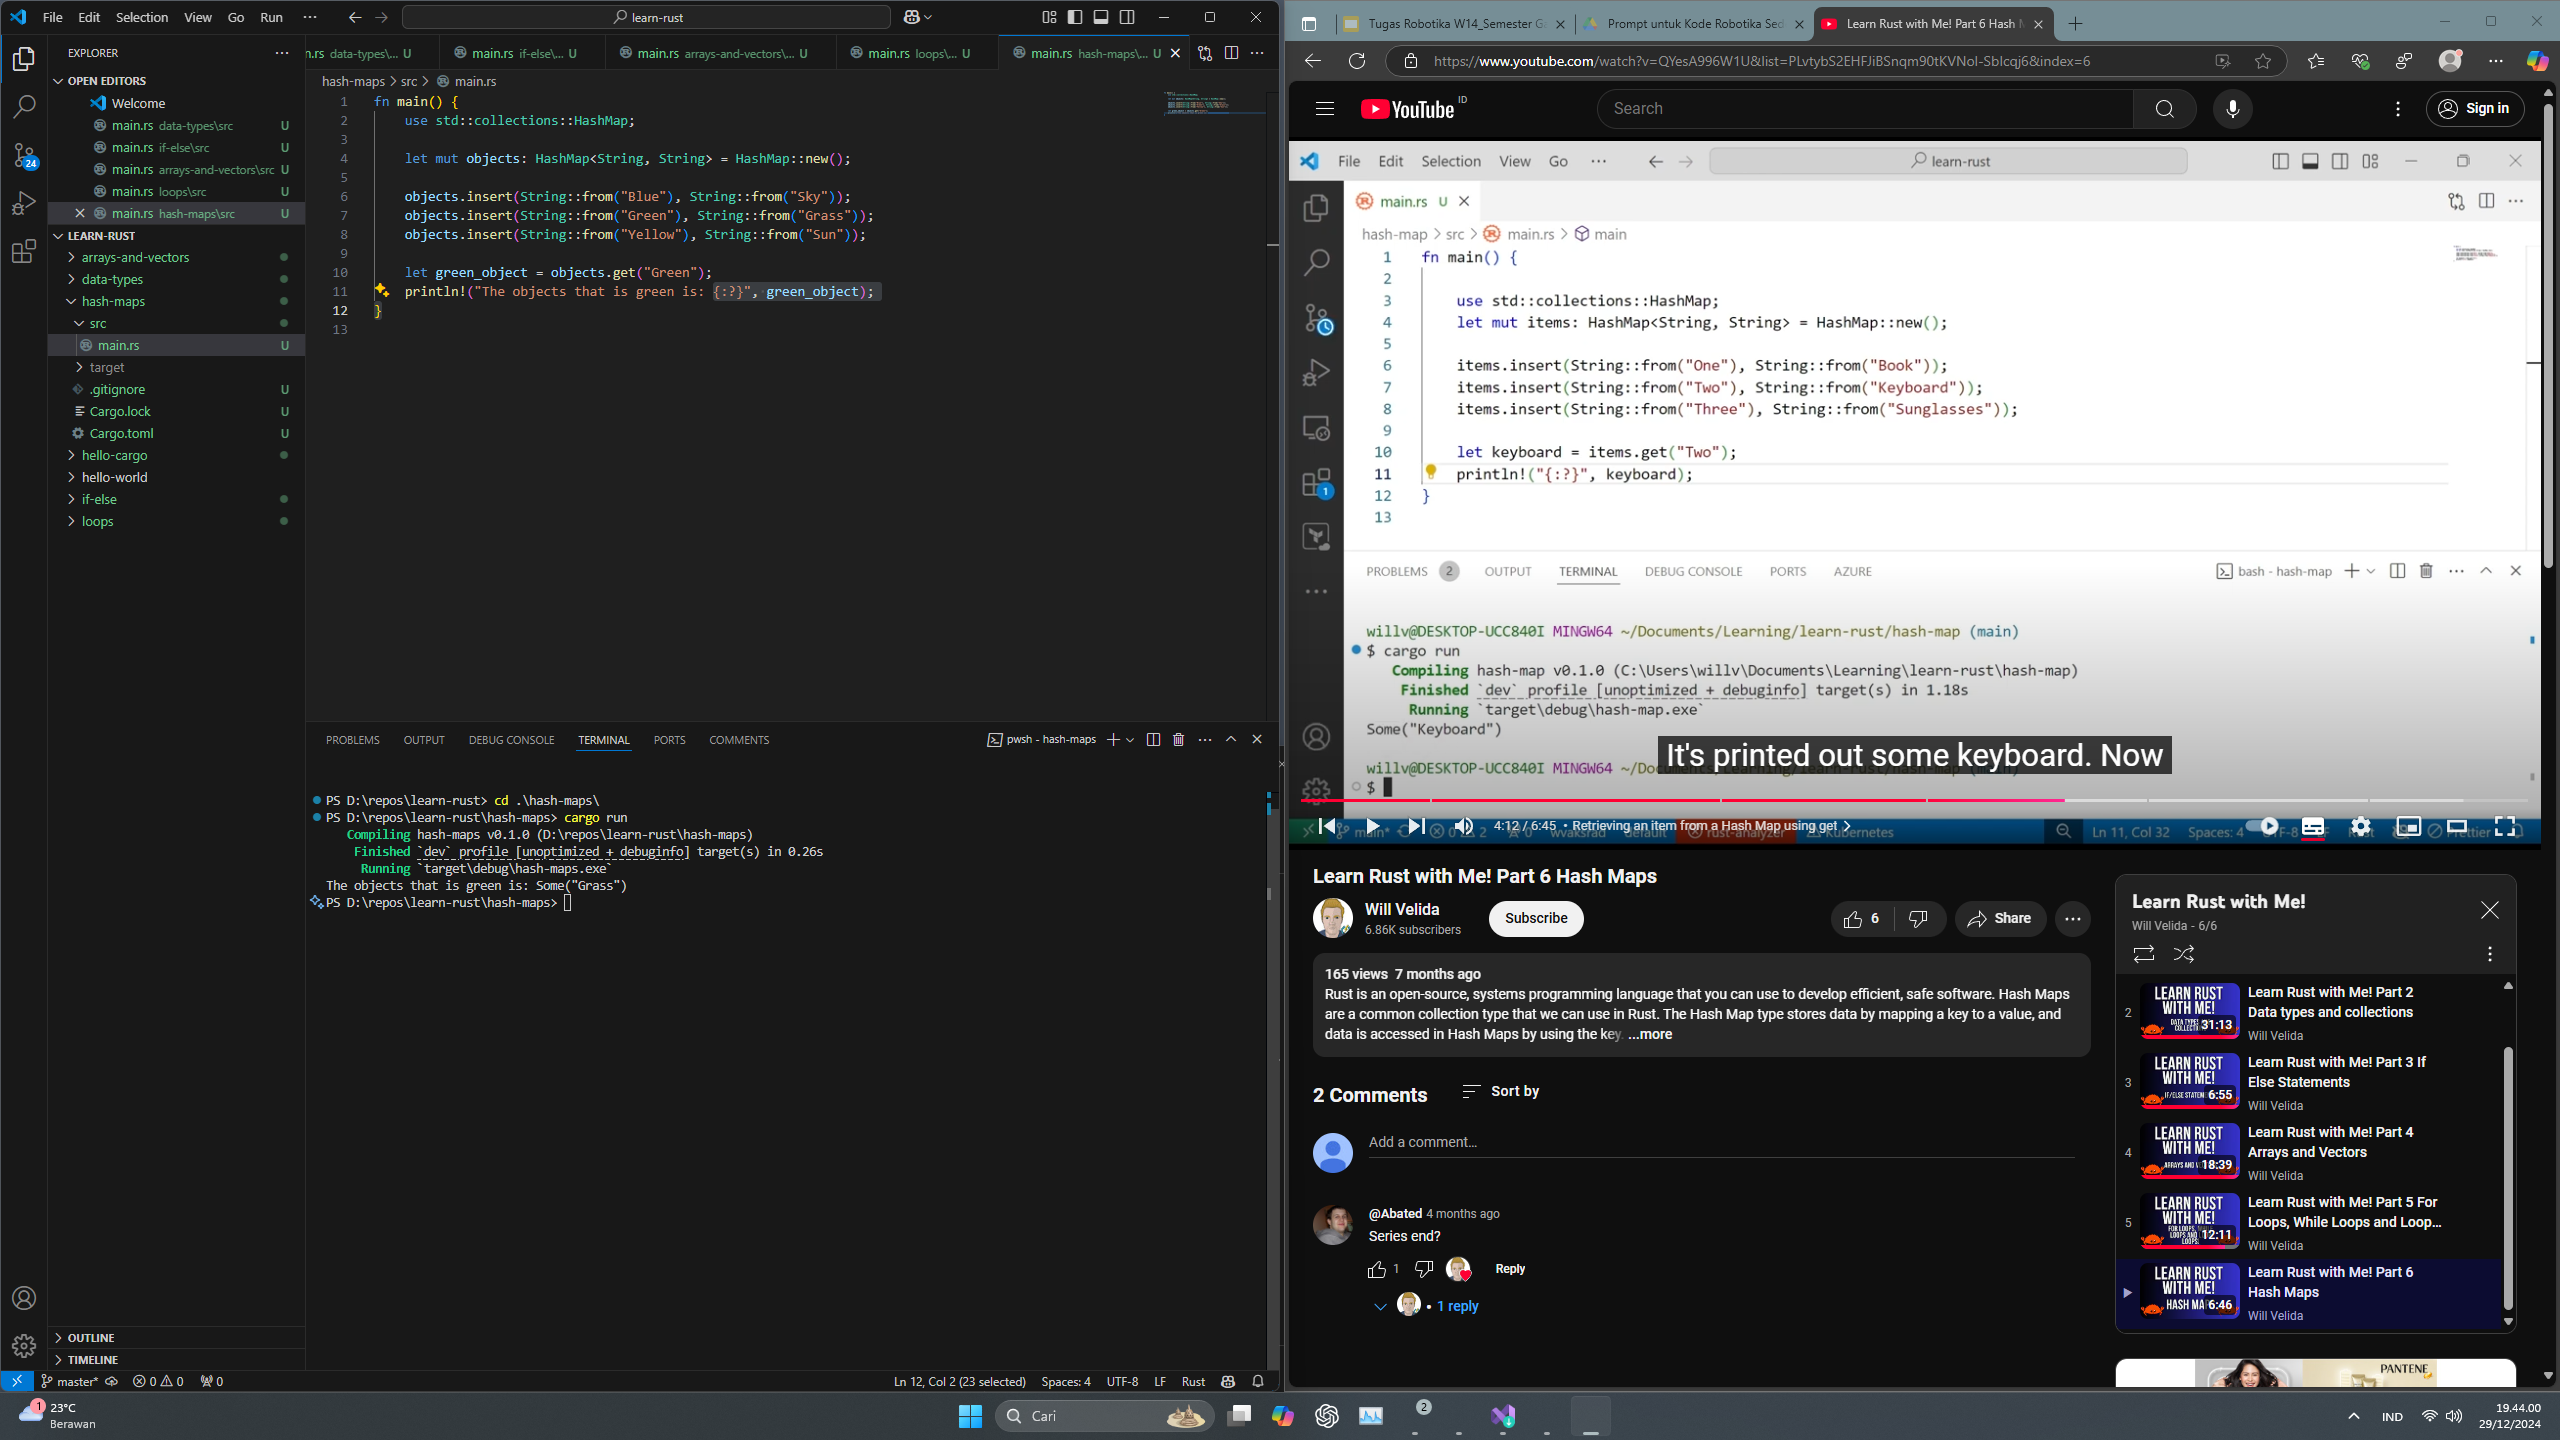 File Edit Selection View Go Run ··· learn-rust
EXPLORER
OPEN EDITORS
Welcome
main.rs data-types\src U
main.rs if-else\src U
main.rs arrays-and-vectors\src U
main.rs loops\src U
main.rs hash-maps\src U
LEARN-RUST
arrays-and-vectors
data-types
hash-maps
src
main.rs U
target
.gitignore U
Cargo.lock U
Cargo.toml U
hello-cargo
hello-world
if-else
loops
OUTLINE
TIMELINE
24
n.rs data-types\... U main.rs if-else\... U main.rs arrays-and-vectors\... U main.rs loops\... U main.rs hash-maps\... U
hash-maps > src > main.rs
1 fn main() {
2 use std::collections::HashMap;
3
4 let mut objects: HashMap<String, String> = HashMap::new();
5
6 objects.insert(String::from("Blue"), String::from("Sky"));
7 objects.insert(String::from("Green"), String::from("Grass"));
8 objects.insert(String::from("Yellow"), String::from("Sun"));
9
10 let green_object = objects.get("Green");
11 println!("The objects that is green is: {:?}", green_object);
12 }
13
PROBLEMS OUTPUT DEBUG CONSOLE TERMINAL PORTS COMMENTS pwsh - hash-maps
PS D:\repos\learn-rust> cd .\hash-maps\
PS D:\repos\learn-rust\hash-maps> cargo run
Compiling hash-maps v0.1.0 (D:\repos\learn-rust\hash-maps)
Finished `dev` profile [unoptimized + debuginfo] target(s) in 0.26s
Running `target\debug\hash-maps.exe`
The objects that is green is: Some("Grass")
PS D:\repos\learn-rust\hash-maps>
master* 0 0 0 Ln 12, Col 2 (23 selected) Spaces: 4 UTF-8 LF Rust
Tugas Robotika W14_Semester G Prompt untuk Kode Robotika Sed Learn Rust with Me! Part 6 Hash M
https://www.youtube.com/watch?v=QYesA996W1U&list=PLvtybS2EHFJiBSnqm90tKVNoI-SbIcqj6&index=6
YouTube ID Search Sign in
File Edit Selection View Go ··· learn-rust
main.rs U
hash-map > src > main.rs > main
1 fn main() {
2
3 use std::collections::HashMap;
4 let mut items: HashMap<String, String> = HashMap::new();
5
6 items.insert(String::from("One"), String::from("Book"));
7 items.insert(String::from("Two"), String::from("Keyboard"));
8 items.insert(String::from("Three"), String::from("Sunglasses"));
9
10 let keyboard = items.get("Two");
11 println!("{:?}", keyboard);
12 }
13
1
PROBLEMS 2 OUTPUT TERMINAL DEBUG CONSOLE PORTS AZURE bash - hash-map
willv@DESKTOP-UCC840I MINGW64 ~/Documents/Learning/learn-rust/hash-map (main)
$ cargo run
Compiling hash-map v0.1.0 (C:\Users\willv\Documents\Learning\learn-rust\hash-map)
Finished `dev` profile [unoptimized + debuginfo] target(s) in 1.18s
Running `target\debug\hash-map.exe`
Some("Keyboard")
It's printed out some keyboard. Now
willv@DESKTOP-UCC840I MINGW64
$
4:12 / 6:45 • Retrieving an item from a Hash Map using get
main* 0 2 wvaksrad default rust-analyzer Kubernetes Ln 11, Col 32 Spaces: 4 Prettier
Learn Rust with Me! Part 6 Hash Maps
Will Velida
6.86K subscribers
Subscribe
6 Share
165 views 7 months ago
Rust is an open-source, systems programming language that you can use to develop efficient, safe software. Hash Maps
are a common collection type that we can use in Rust. The Hash Map type stores data by mapping a key to a value, and
data is accessed in Hash Maps by using the key. ...more
2 Comments Sort by
Add a comment...
@Abated 4 months ago
Series end?
1 Reply
• 1 reply
Learn Rust with Me!
Will Velida - 6/6
2 LEARN RUST WITH ME! 31:13 Learn Rust with Me! Part 2
Data types and collections
Will Velida
3 LEARN RUST WITH ME! 6:55 Learn Rust with Me! Part 3 If
Else Statements
Will Velida
4 LEARN RUST WITH ME! 18:39 Learn Rust with Me! Part 4
Arrays and Vectors
Will Velida
5 LEARN RUST WITH ME! 12:11 Learn Rust with Me! Part 5 For
Loops, While Loops and Loop...
Will Velida
LEARN RUST WITH ME! HASH MAP 6:46 Learn Rust with Me! Part 6
Hash Maps
Will Velida
PANTENE
1 23°C
Berawan
Cari
2
IND
19.44.00
29/12/2024